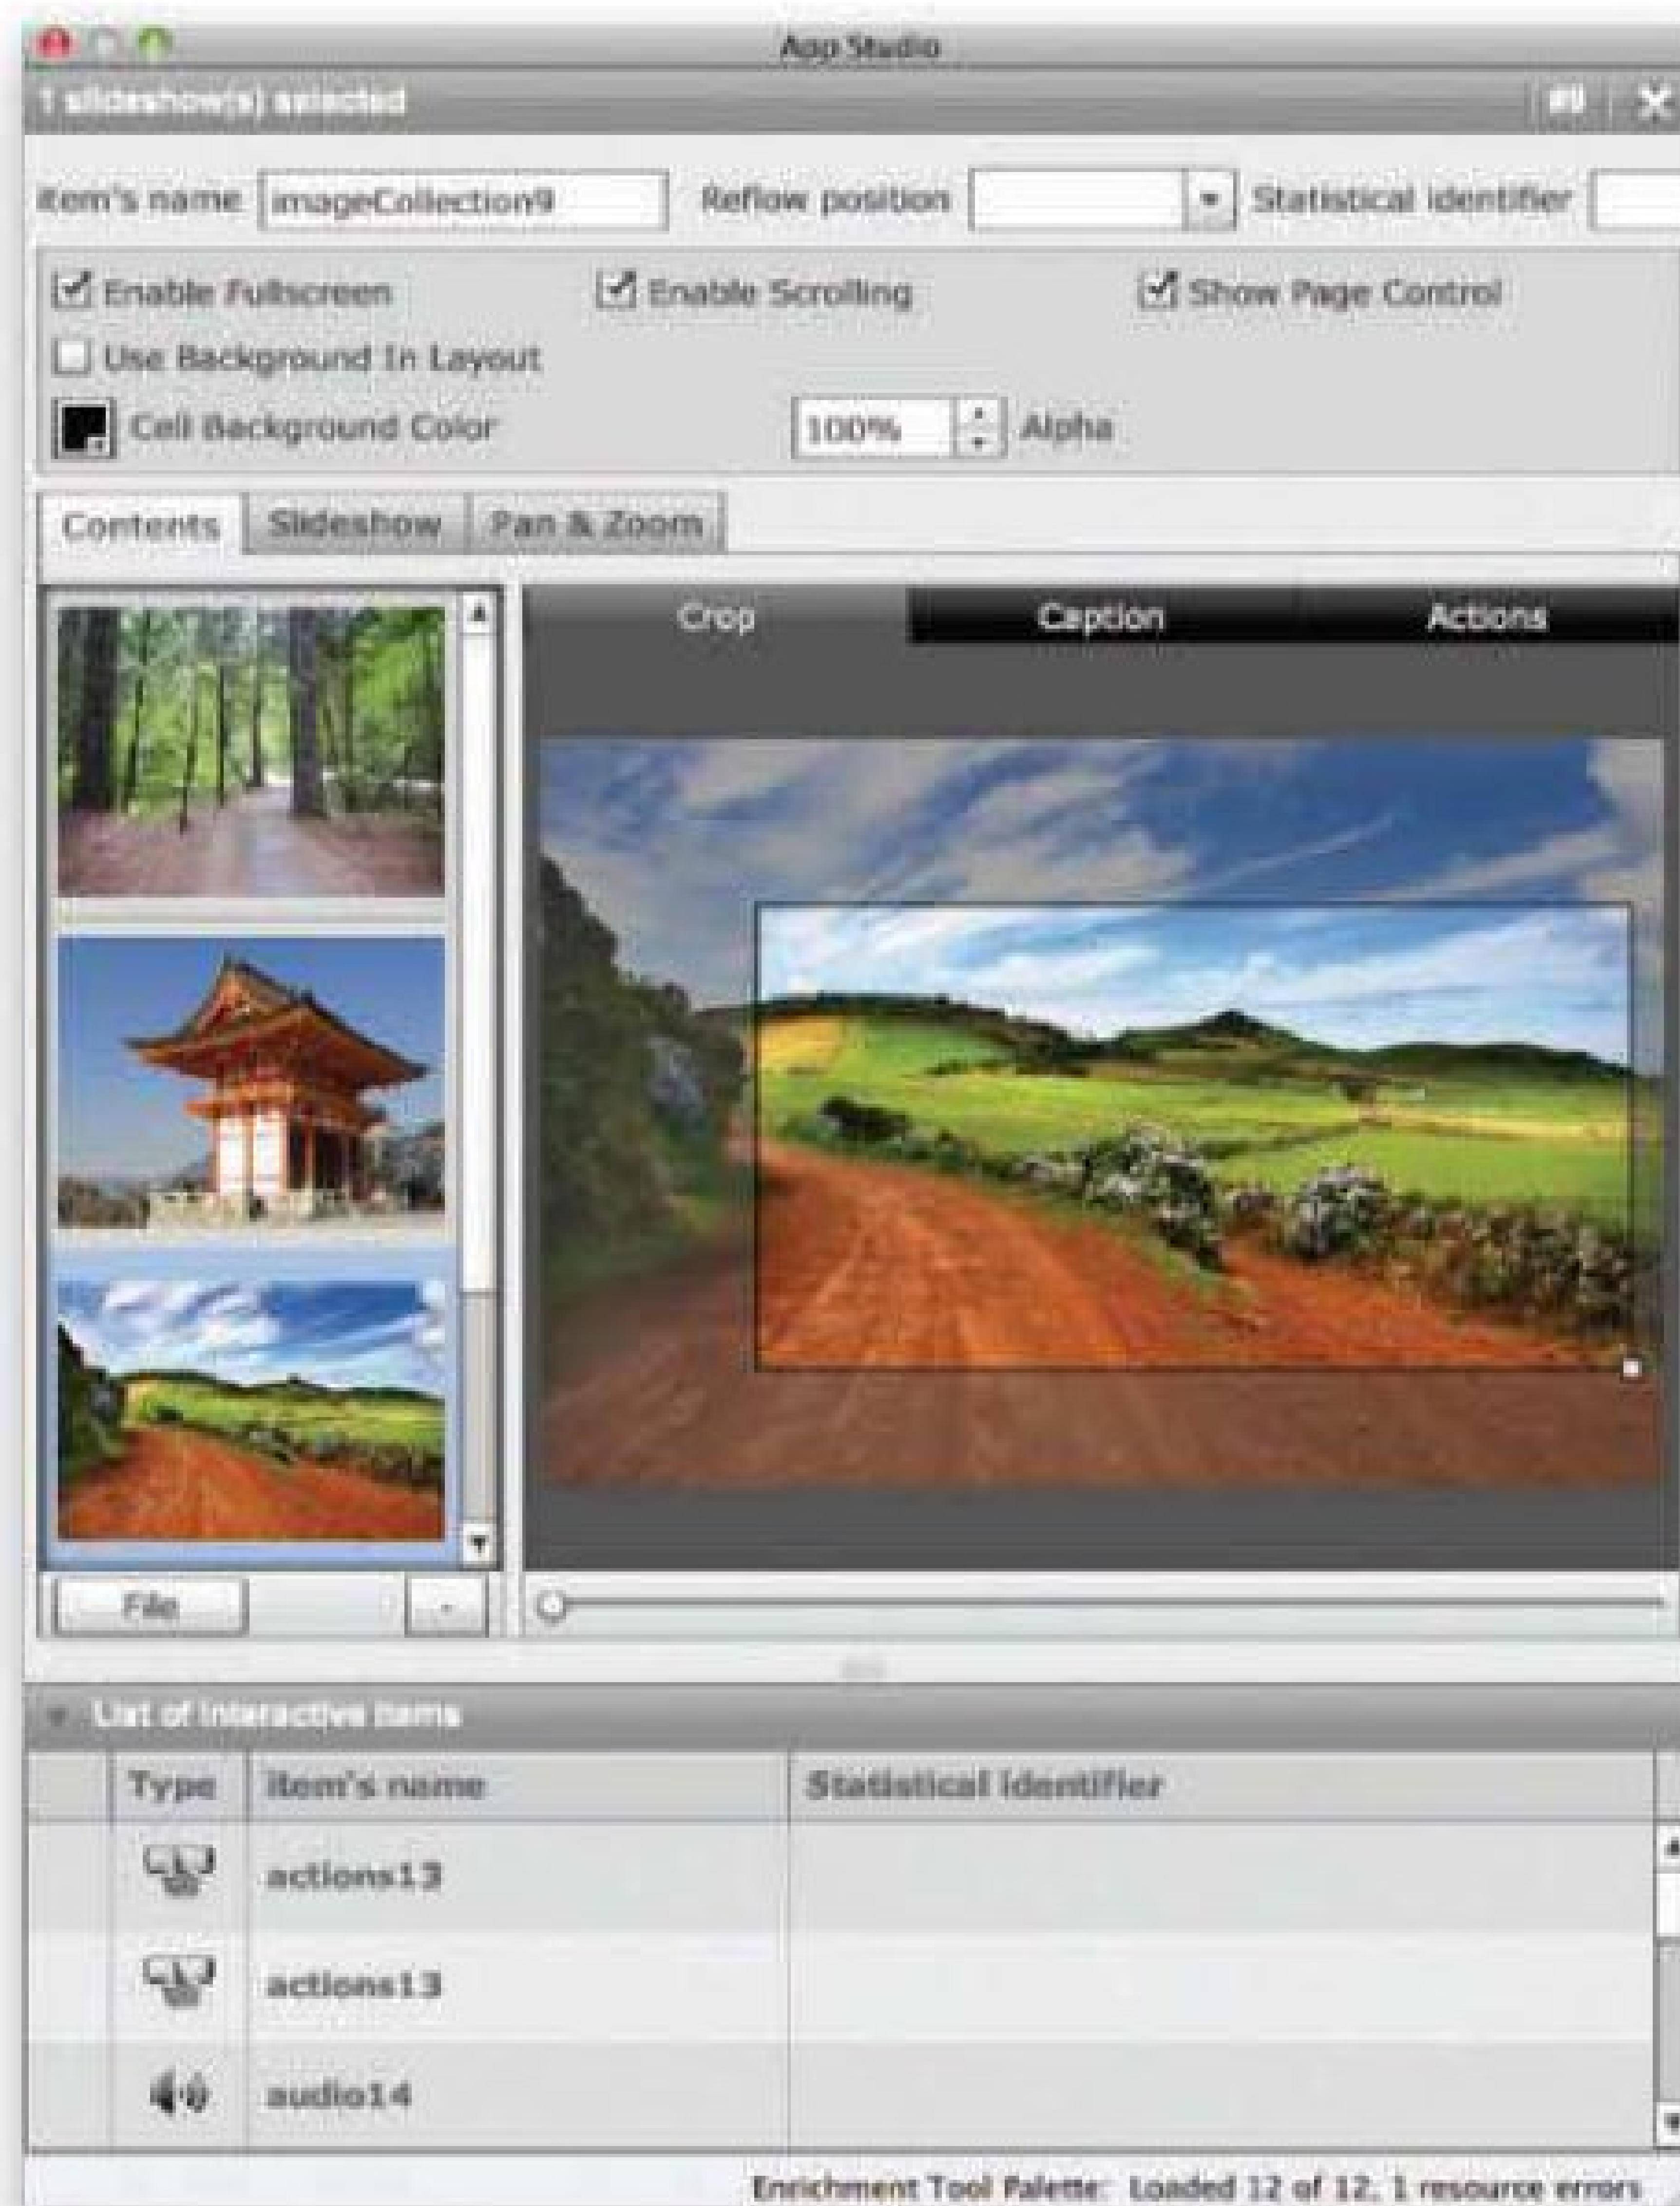 App Studio
1 slideshow(s) selected
Item's name imageCollection9 Reflow position Statistical identifier
Enable Fullscreen Enable Scrolling Show Page Control
Use Background In Layout
Cell Background Color 100% Alpha
Contents Slideshow Pan & Zoom
Crop Caption Actions
File -
List of interactive items
Type Item's name Statistical identifier
actions13
actions13
audio14
Enrichment Tool Palette: Loaded 12 of 12, 1 resource errors